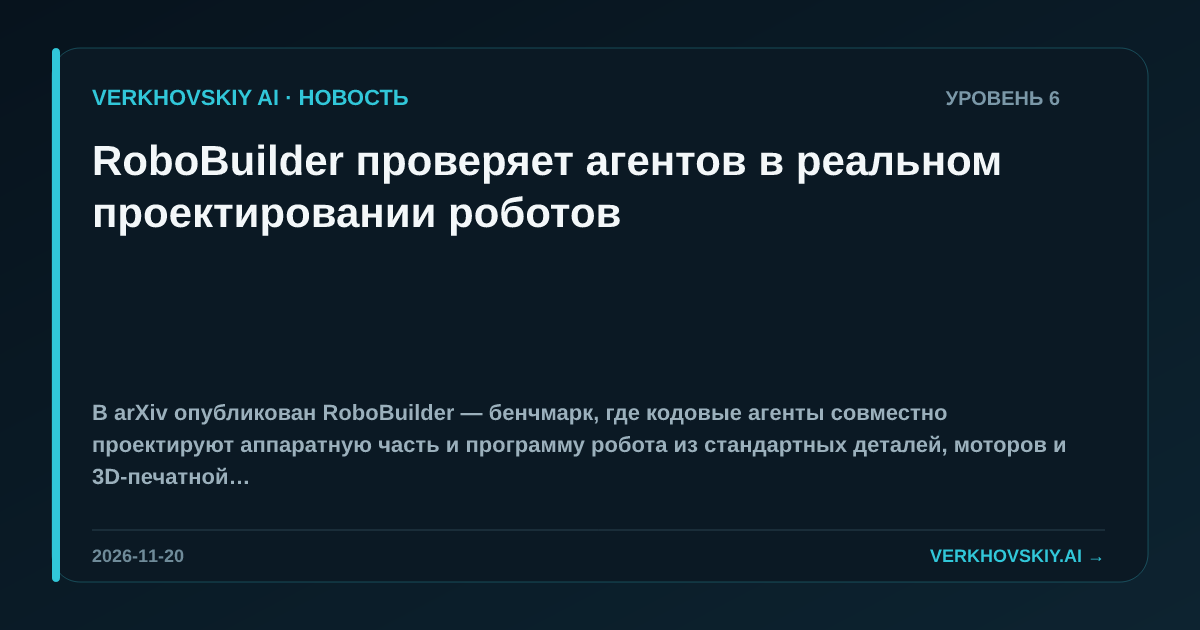 VERKHOVSKIY AI · НОВОСТЬ
УРОВЕНЬ 6
RoboBuilder проверяет агентов в реальном
проектировании роботов
В arXiv опубликован RoboBuilder — бенчмарк, где кодовые агенты совместно
проектируют аппаратную часть и программу робота из стандартных деталей, моторов и
3D-печатной…
2026-11-20
VERKHOVSKIY.AI →